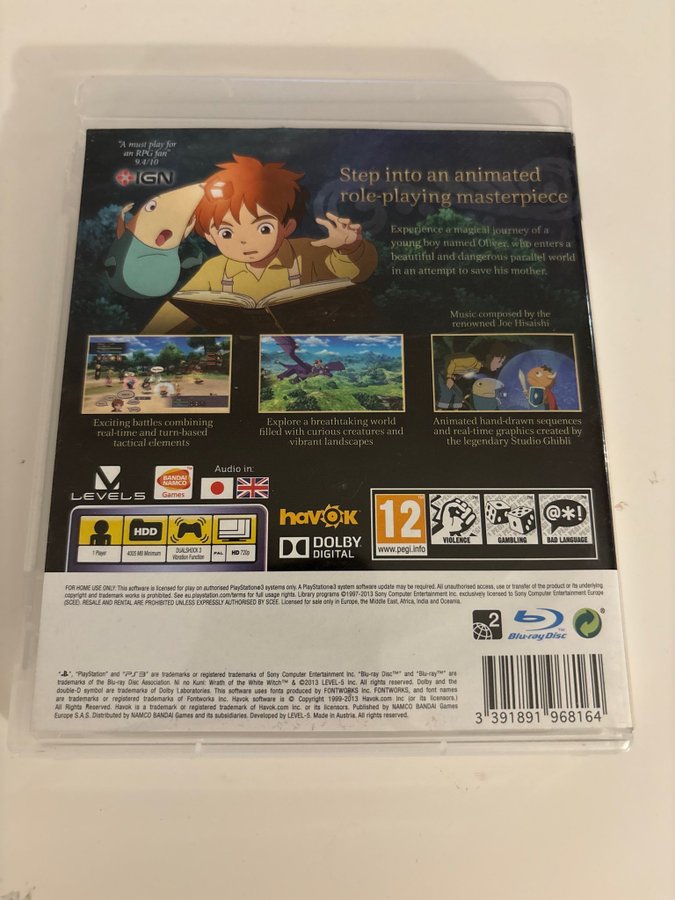 "A must play for
an RPG fan"
9.4/10
IGN
Step into an animated
role-playing masterpiece
Experience a magical journey of a
young boy named Oliver, who enters a
beautiful and dangerous parallel world
in an attempt to save his mother.
Music composed by the
renowned Joe Hisaishi
Exciting battles combining
real-time and turn-based
tactical elements
Explore a breathtaking world
filled with curious creatures and
vibrant landscapes
Animated hand-drawn sequences
and real-time graphics created by
the legendary Studio Ghibli
LEVEL5
BANDAI
NAMCO
Games
Audio in:
havok
DOLBY
DIGITAL
12
www.pegi.info
VIOLENCE
GAMBLING
@*!
BAD LANGUAGE
1 Player
HDD
4005 MB Minimum
DUALSHOCK 3
Vibration Function
PAL HD 720p
FOR HOME USE ONLY: This software is licensed for play on authorised PlayStation®3 systems only. A PlayStation®3 system software update may be required. All unauthorised access, use or transfer of the product or its underlying
copyright and trademark works is prohibited. See eu.playstation.com/terms for full usage rights. Library programs ©1997-2013 Sony Computer Entertainment Inc. exclusively licensed to Sony Computer Entertainment Europe
(SCEE). RESALE AND RENTAL ARE PROHIBITED UNLESS EXPRESSLY AUTHORISED BY SCEE. Licensed for sale only in Europe, the Middle East, Africa, India and Oceania.
2
Blu-ray Disc
", "PlayStation" and "PS3" are trademarks or registered trademarks of Sony Computer Entertainment Inc. "Blu-ray Disc™" and "Blu-ray™" are
trademarks of the Blu-ray Disc Association. Ni no Kuni: Wrath of the White Witch™ & ©2013 LEVEL-5 Inc. All rights reserved. Dolby and the
double-D symbol are trademarks of Dolby Laboratories. This software uses fonts produced by FONTWORKS Inc. FONTWORKS, and font names
are trademarks or registered trademarks of Fontworks Inc. Havok is a trademark or registered trademark of Havok.com Inc. or its licensor(s).
All Rights Reserved. Havok is a trademark or registered trademark of Havok.com Inc. or its licensors. Published by NAMCO BANDAI Games
Europe S.A.S. Distributed by NAMCO BANDAI Games and its subsidiaries. Developed by LEVEL-5. Made in Austria. All rights reserved.
3 391891 968164